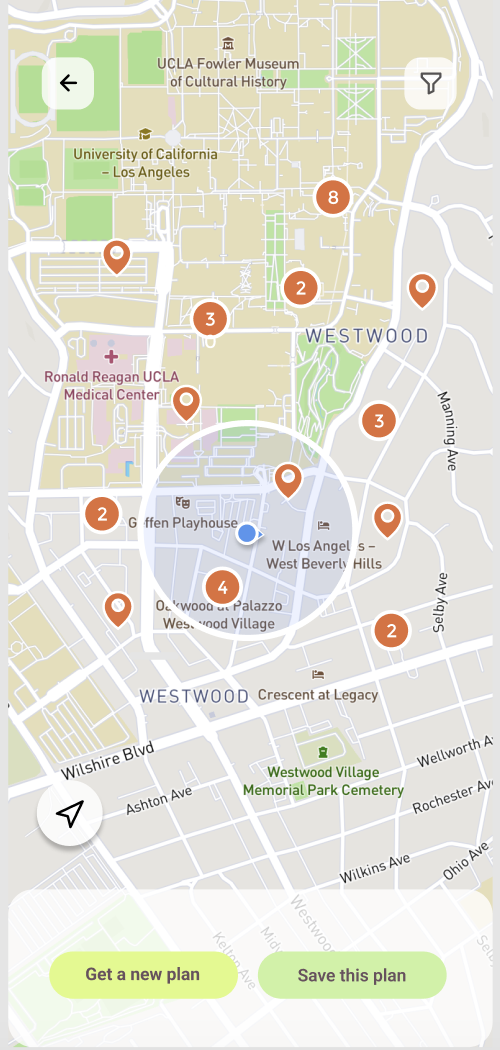 UCLA Fowler Museum
of Cultural History
University of California
– Los Angeles
8
2
3
WESTWOOD
Ronald Reagan UCLA
Medical Center
Manning Ave
3
2
Geffen Playhouse
W Los Angeles –
West Beverly Hills
4
Oakwood at Palazzo
Westwood Village
Selby Ave
2
WESTWOOD
Crescent at Legacy
Wilshire Blvd
Westwood Village
Memorial Park Cemetery
Wellworth Av
Ashton Ave
Rochester Av
Wilkins Ave
Ohio Ave
Westwood
Kelton Ave
Get a new plan
Save this plan